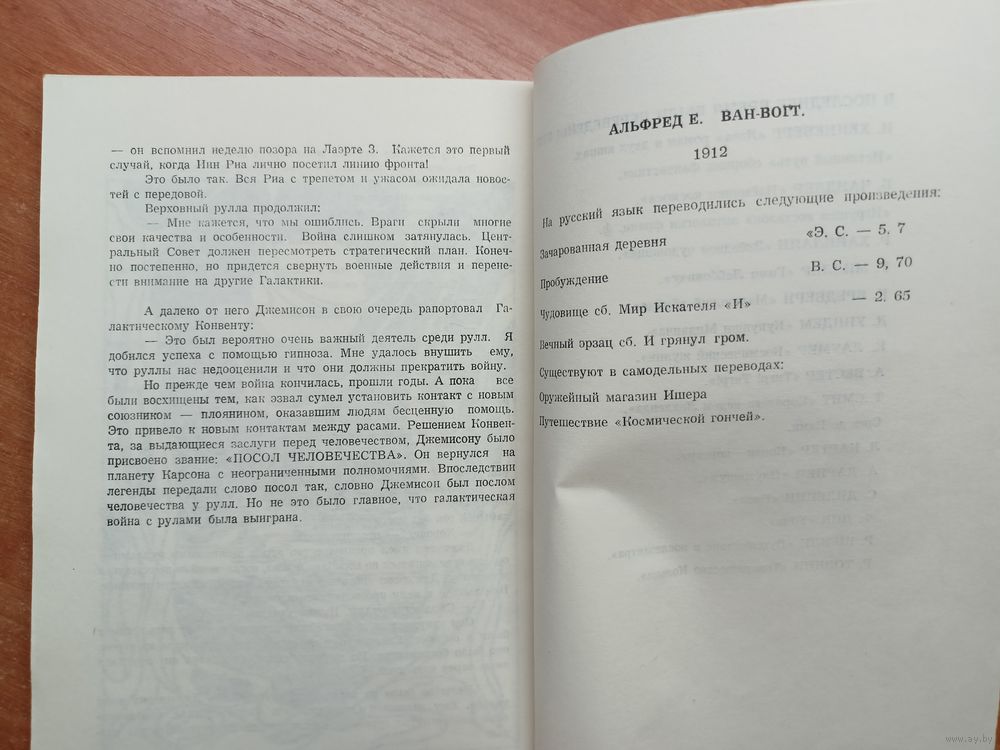 — он вспомнил неделю позора на Лаэрте 3. Кажется это первый
случай, когда Нин Риа лично посетил линию фронта!
Это было так. Вся Риа с трепетом и ужасом ожидала новос-
тей с передовой.
Верховный рулла продолжил:
— Мне кажется, что мы ошиблись. Враги скрыли многие
свои качества и особенности. Война слишком затянулась. Цент-
ральный Совет должен пересмотреть стратегический план. Конеч-
но постепенно, но придется свернуть военные действия и перене-
сти внимание на другие Галактики.
А далеко от него Джемисон в свою очередь рапортовал Га-
лактическому Конвенту:
— Это был вероятно очень важный деятель среди рулл. Я
добился успеха с помощью гипноза. Мне удалось внушить ему,
что руллы нас недооценили и что они должны прекратить войну.
Но прежде чем война кончилась, прошли годы. А пока все
были восхищены тем, как эзвал сумел установить контакт с новым
союзником — плоянином, оказавшим людям бесценную помощь.
Это привело к новым контактам между расами. Решением Конвен-
та, за выдающиеся заслуги перед человечеством, Джемисону было
присвоено звание: «ПОСОЛ ЧЕЛОВЕЧЕСТВА». Он вернулся на
планету Карсона с неограниченными полномочиями. Впоследствии
легенды передали слово посол так, словно Джемисон был послом
человечества у рулл. Но не это было главное, что галактическая
война с рулами была выиграна.
АЛЬФРЕД Е. ВАН-ВОГТ.
1912
На русский язык переводились следующие произведения:
Зачарованная деревня «Э. С. — 5. 7
Пробуждение В. С. — 9, 70
Чудовище сб. Мир Искателя «И» — 2. 65
Вечный эрзац сб. И грянул гром.
Существуют в самодельных переводах:
Оружейный магазин Ишера
Путешествие «Космической гончей».
www.ay.by